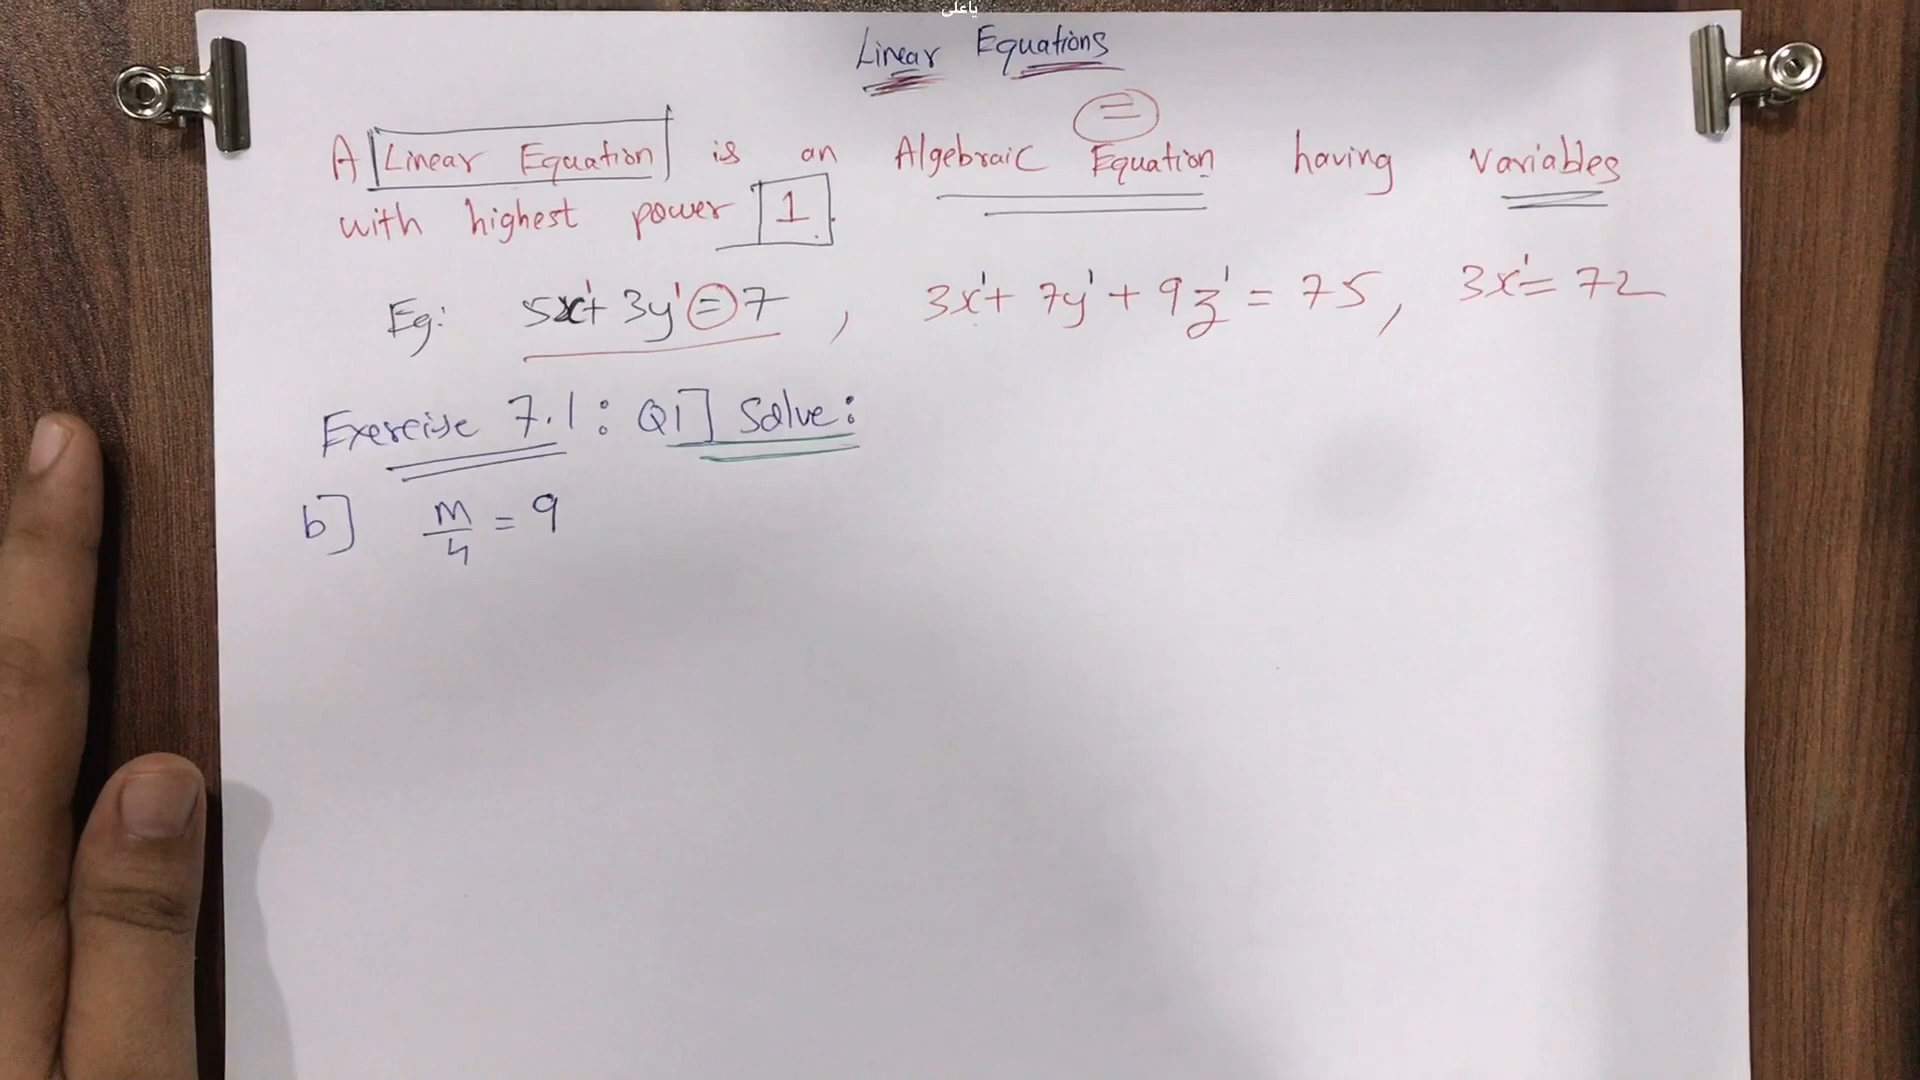 ياعلى
Linear Equations
=
A Linear Equation is an Algebraic Equation having variables
with highest power 1.
Eg: 5x¹+ 3y¹ = 7 , 3x¹+ 7y¹ + 9z¹ = 75, 3x¹= 72
Exercise 7.1 : Q1] Solve:
b] m/4 = 9